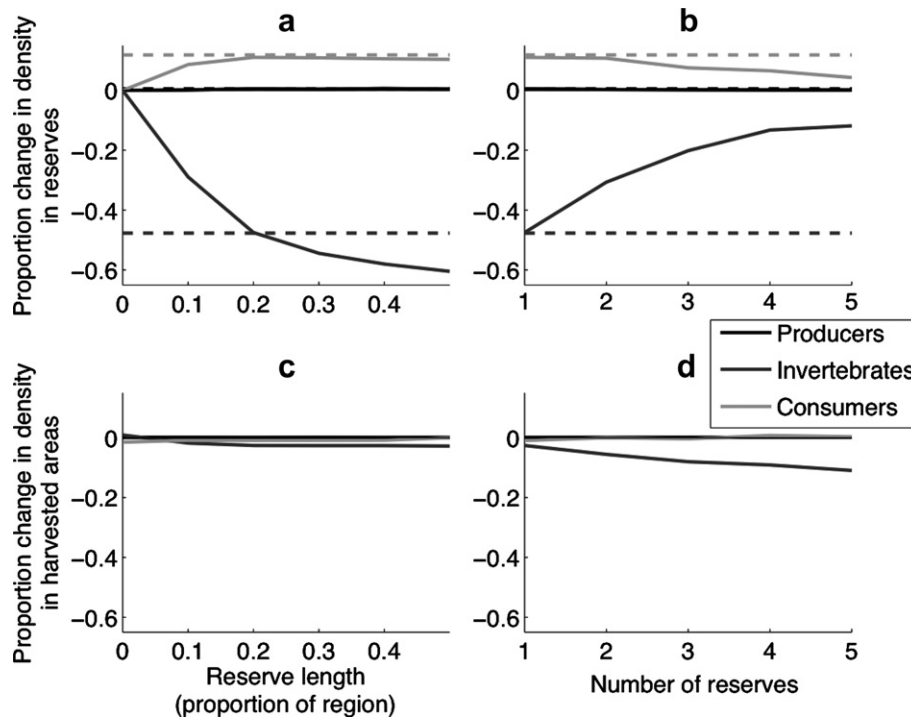 a
b
Proportion change in density
in reserves
0
−0.2
−0.4
−0.6
0
−0.2
−0.4
−0.6
0
0.1
0.2
0.3
0.4
1
2
3
4
5
Producers
Invertebrates
Consumers
c
d
Proportion change in density
in harvested areas
0
−0.2
−0.4
−0.6
0
−0.2
−0.4
−0.6
0
0.1
0.2
0.3
0.4
1
2
3
4
5
Reserve length
(proportion of region)
Number of reserves